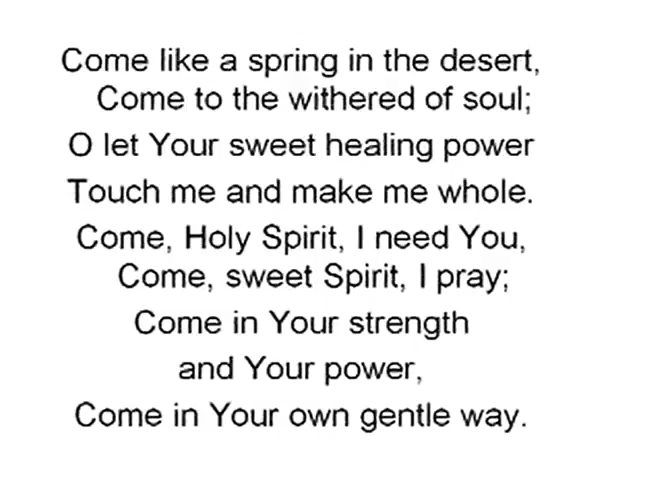 Come like a spring in the desert,
Come to the withered of soul;
O let Your sweet healing power
Touch me and make me whole.
Come, Holy Spirit, I need You,
Come, sweet Spirit, I pray;
Come in Your strength
and Your power,
Come in Your own gentle way.